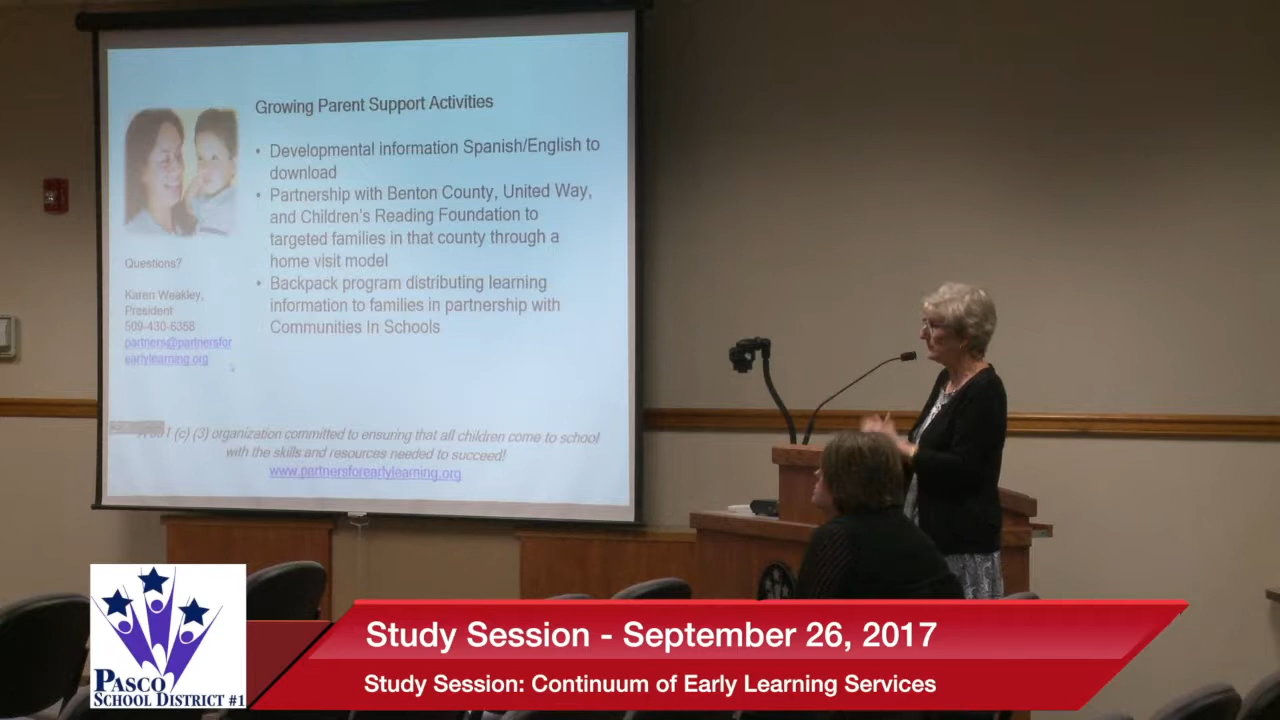 Growing Parent Support Activities
• Developmental information Spanish/English to
download
• Partnership with Benton County, United Way,
and Children's Reading Foundation to
targeted families in that county through a
home visit model
• Backpack program distributing learning
information to families in partnership with
Communities In Schools
Questions?
Karen Weakley,
President
509-430-6358
partners@partnersfor
earlylearning.org
(c) (3) organization committed to ensuring that all children come to school
with the skills and resources needed to succeed!
www.partnersforearlylearning.org
PASCO
SCHOOL DISTRICT #1
Study Session - September 26, 2017
Study Session: Continuum of Early Learning Services